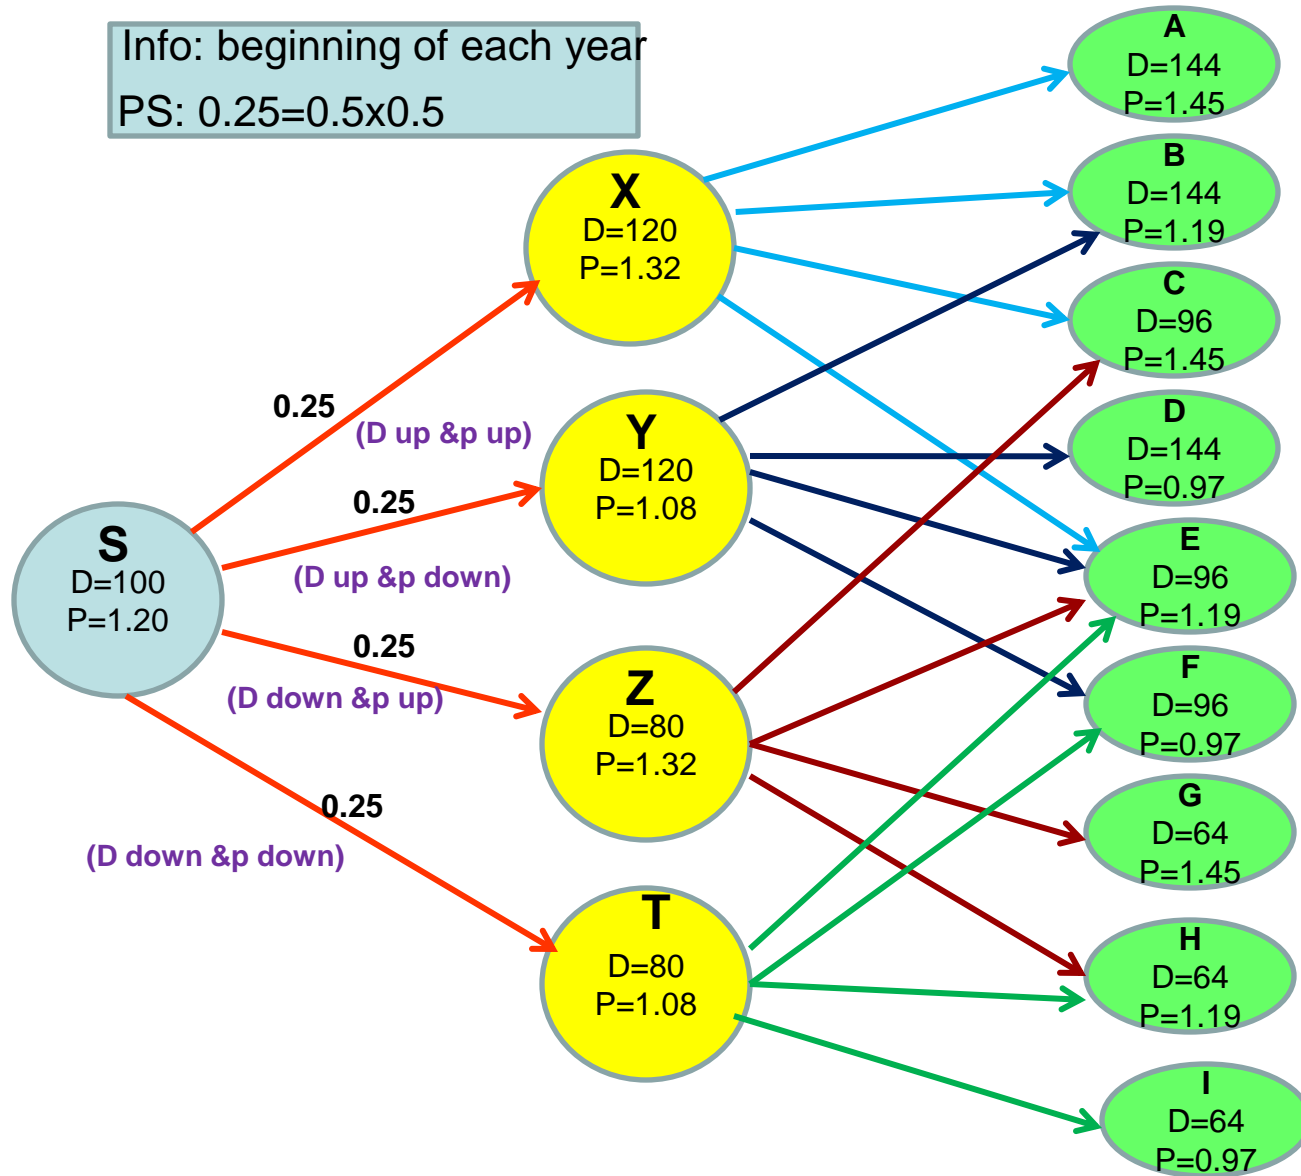 Info: beginning of each year
PS: 0.25=0.5x0.5
S
D=100
P=1.20
0.25
(D up &p up)
0.25
(D up &p down)
0.25
(D down &p up)
0.25
(D down &p down)
X
D=120
P=1.32
Y
D=120
P=1.08
Z
D=80
P=1.32
T
D=80
P=1.08
A
D=144
P=1.45
B
D=144
P=1.19
C
D=96
P=1.45
D
D=144
P=0.97
E
D=96
P=1.19
F
D=96
P=0.97
G
D=64
P=1.45
H
D=64
P=1.19
I
D=64
P=0.97